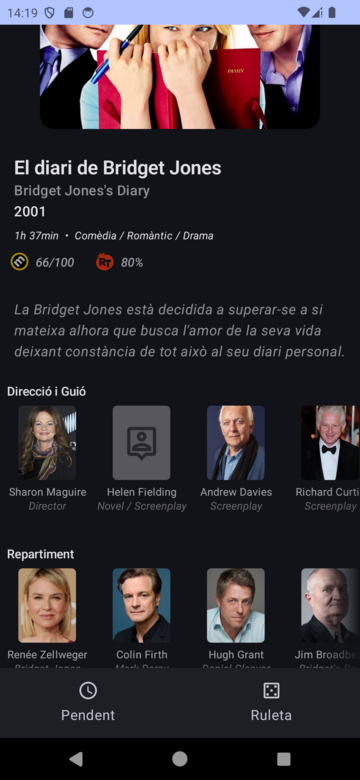 14:19
DIARY
El diari de Bridget Jones
Bridget Jones's Diary
2001
1h 37min • Comèdia / Romàntic / Drama
66/100 RT 80%
La Bridget Jones està decidida a superar-se a si
mateixa alhora que busca l'amor de la seva vida
deixant constància de tot això al seu diari personal.
Direcció i Guió
Sharon Maguire Helen Fielding Andrew Davies Richard Curti
Director Novel / Screenplay Screenplay Screenplay
Repartiment
Renée Zellweger Colin Firth Hugh Grant Jim Broadbe
Bridget Jones Mark Darcy Daniel Cleaver Bridget's
Pendent Ruleta